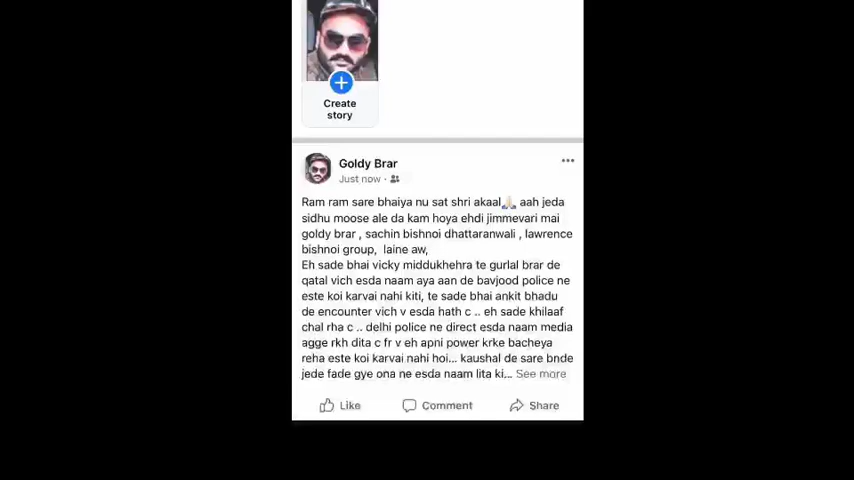 Create
story
Goldy Brar
Just now
Ram ram sare bhaiya nu sat shri akaal🙏🏻 aah jeda
sidhu moose ale da kam hoya ehdi jimmevari mai
goldy brar , sachin bishnoi dhattaranwali , lawrence
bishnoi group, laine aw,
Eh sade bhai vicky middukhehra te gurlal brar de
qatal vich esda naam aya aan de bavjood police ne
este koi karvai nahi kiti, te sade bhai ankit bhadu
de encounter vich v esda hath c .. eh sade khilaaf
chal rha c .. delhi police ne direct esda naam media
agge rkh dita c fr v eh apni power krke bacheya
reha este koi karvai nahi hoi... kaushal de sare bnde
jede fade gye ona ne esda naam lita ki... See more
Like Comment Share